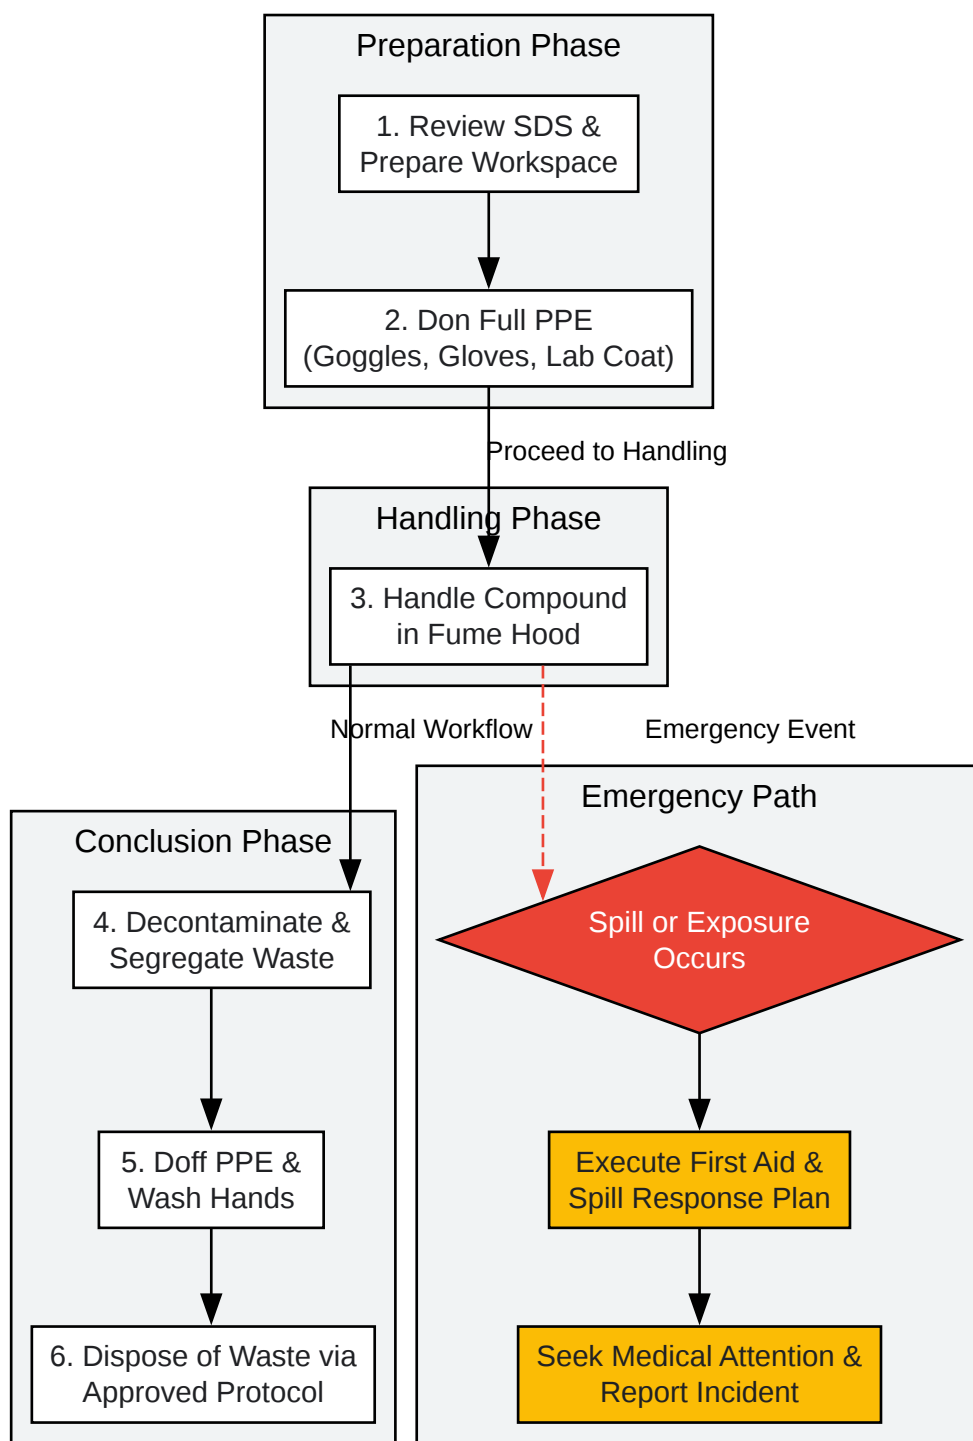 Preparation Phase
1. Review SDS &
Prepare Workspace
2. Don Full PPE
(Goggles, Gloves, Lab Coat)
Proceed to Handling
Handling Phase
3. Handle Compound
in Fume Hood
Normal Workflow
Emergency Event
Emergency Path
Conclusion Phase
4. Decontaminate &
Segregate Waste
Spill or Exposure
Occurs
5. Doff PPE &
Wash Hands
Execute First Aid &
Spill Response Plan
6. Dispose of Waste via
Approved Protocol
Seek Medical Attention &
Report Incident